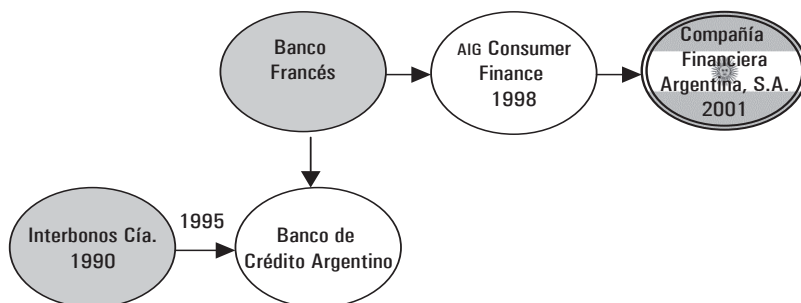 Banco
Francés
AIG Consumer
Finance
1998
Compañía
Financiera
Argentina, S.A.
2001
Interbonos Cía.
1990
1995
Banco de
Crédito Argentino